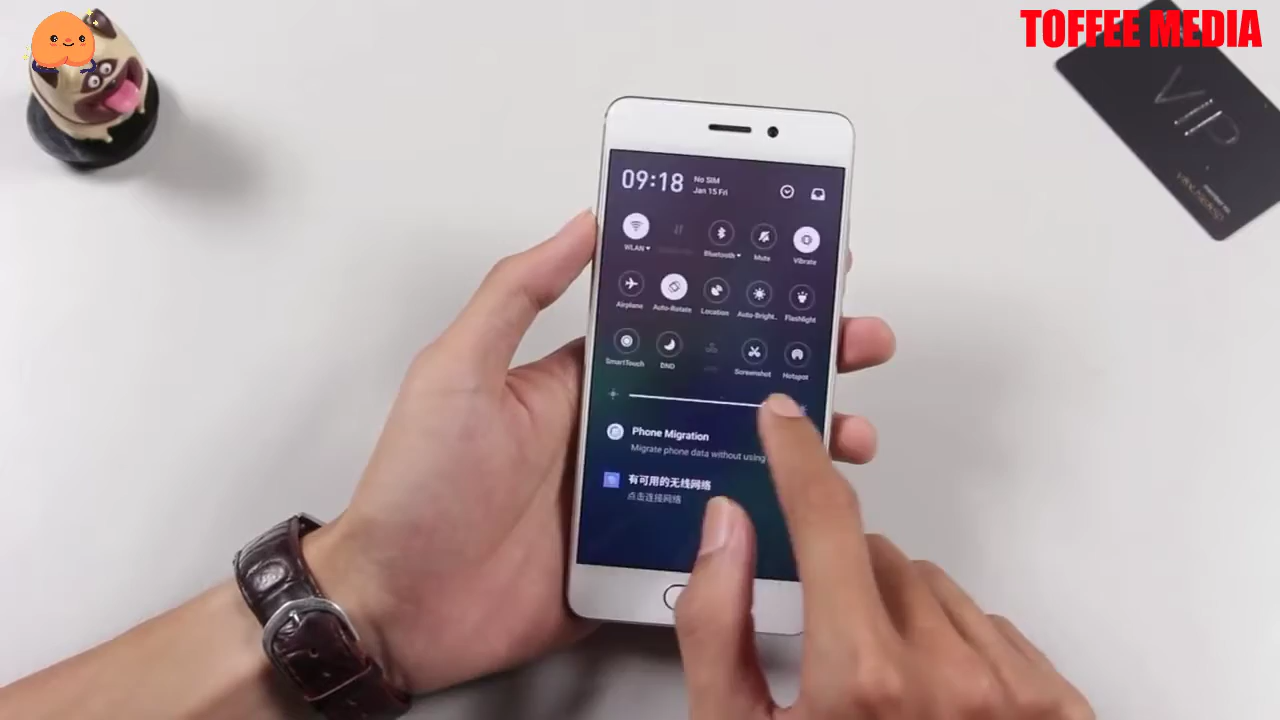 TOFFEE MEDIA
VIP
09:18
No SIM
Jan 15 Fri
WLAN
Bluetooth
Mute
Vibrate
Airplane
Auto-Rotate
Location
Auto-Bright..
Flashlight
SmartTouch
DND
Screenshot
Hotspot
Phone Migration
Migrate phone data without using
有可用的无线网络
点击连接网络